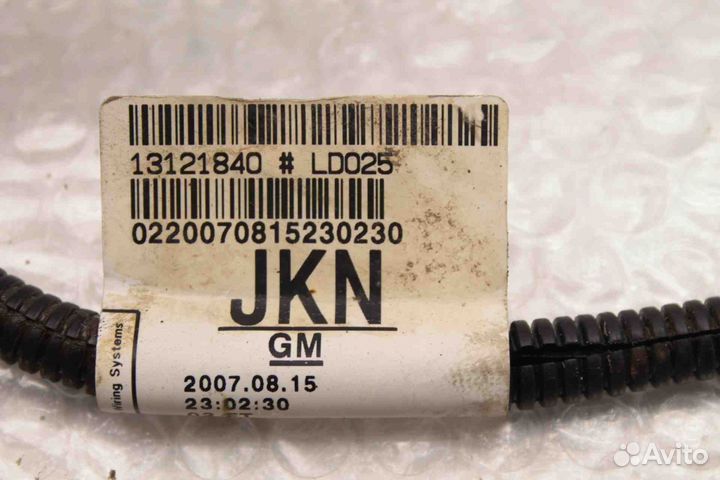 13121840 # LD025
0220070815230230
JKN
GM
2007.08.15
23:02:30
Wiring Systems
Avito